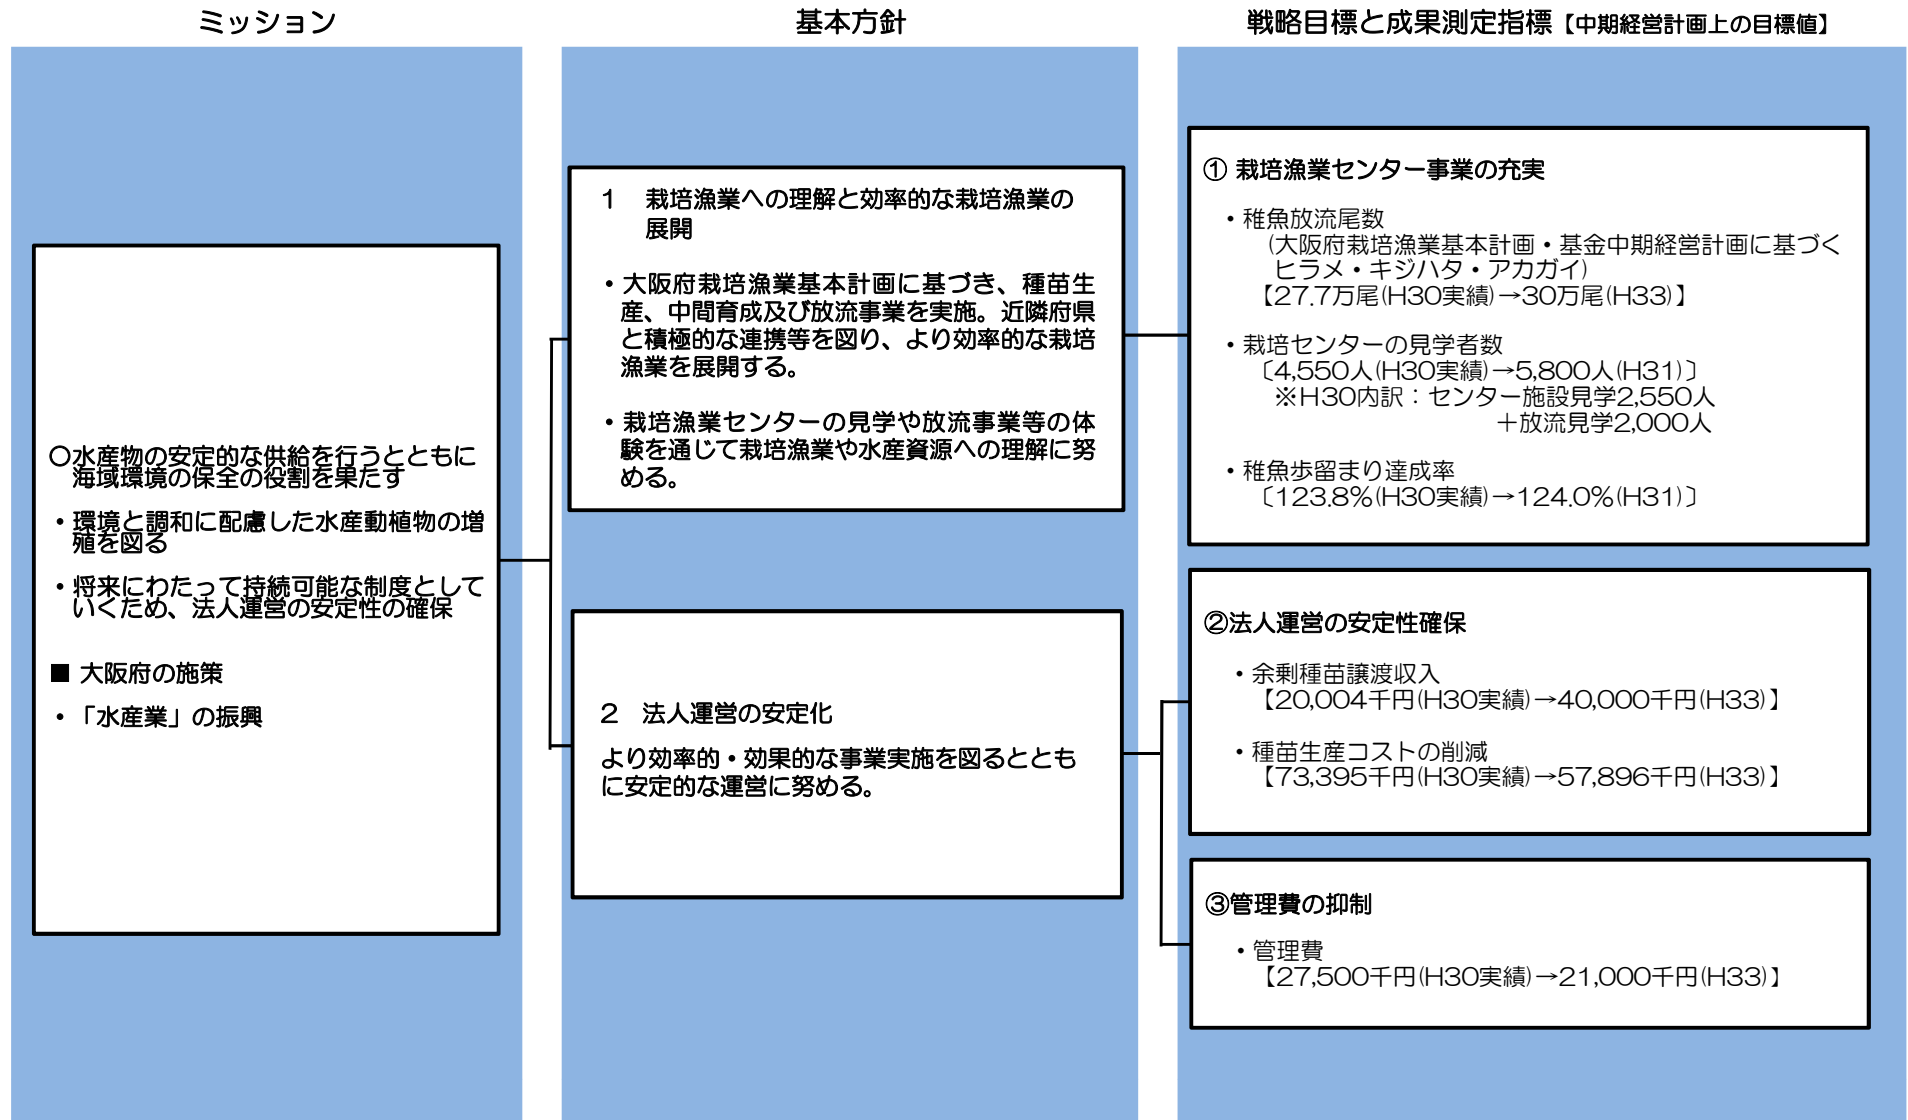 ミッション
〇水産物の安定的な供給を行うとともに
海域環境の保全の役割を果たす
・環境と調和に配慮した水産動植物の増
殖を図る
・将来にわたって持続可能な制度として
いくため、法人運営の安定性の確保
■ 大阪府の施策
・「水産業」の振興
基本方針
1　栽培漁業への理解と効率的な栽培漁業の
展開
・大阪府栽培漁業基本計画に基づき、種苗生
産、中間育成及び放流事業を実施。近隣府県
と積極的な連携等を図り、より効率的な栽培
漁業を展開する。
・栽培漁業センターの見学や放流事業等の体
験を通じて栽培漁業や水産資源への理解に努
める。
2　法人運営の安定化
より効率的・効果的な事業実施を図るととも
に安定的な運営に努める。
戦略目標と成果測定指標【中期経営計画上の目標値】
① 栽培漁業センター事業の充実
・稚魚放流尾数
(大阪府栽培漁業基本計画・基金中期経営計画に基づく
ヒラメ・キジハタ・アカガイ)
【27.7万尾(H30実績)→30万尾(H33)】
・栽培センターの見学者数
〔4,550人(H30実績)→5,800人(H31)〕
※H30内訳：センター施設見学2,550人
＋放流見学2,000人
・稚魚歩留まり達成率
〔123.8%(H30実績)→124.0%(H31)〕
②法人運営の安定性確保
・余剰種苗譲渡収入
【20,004千円(H30実績)→40,000千円(H33)】
・種苗生産コストの削減
【73,395千円(H30実績)→57,896千円(H33)】
③管理費の抑制
・管理費
【27,500千円(H30実績)→21,000千円(H33)】